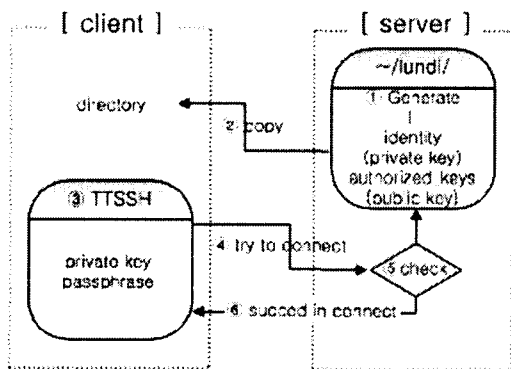 [ client ]
[ server ]
~/lundl/
① Generate
identity
(private key)
authorized keys
(public key)
directory
② copy
③ TTSSH
private key
passphrase
④ try to connect
⑤ check
⑥ succed in connect